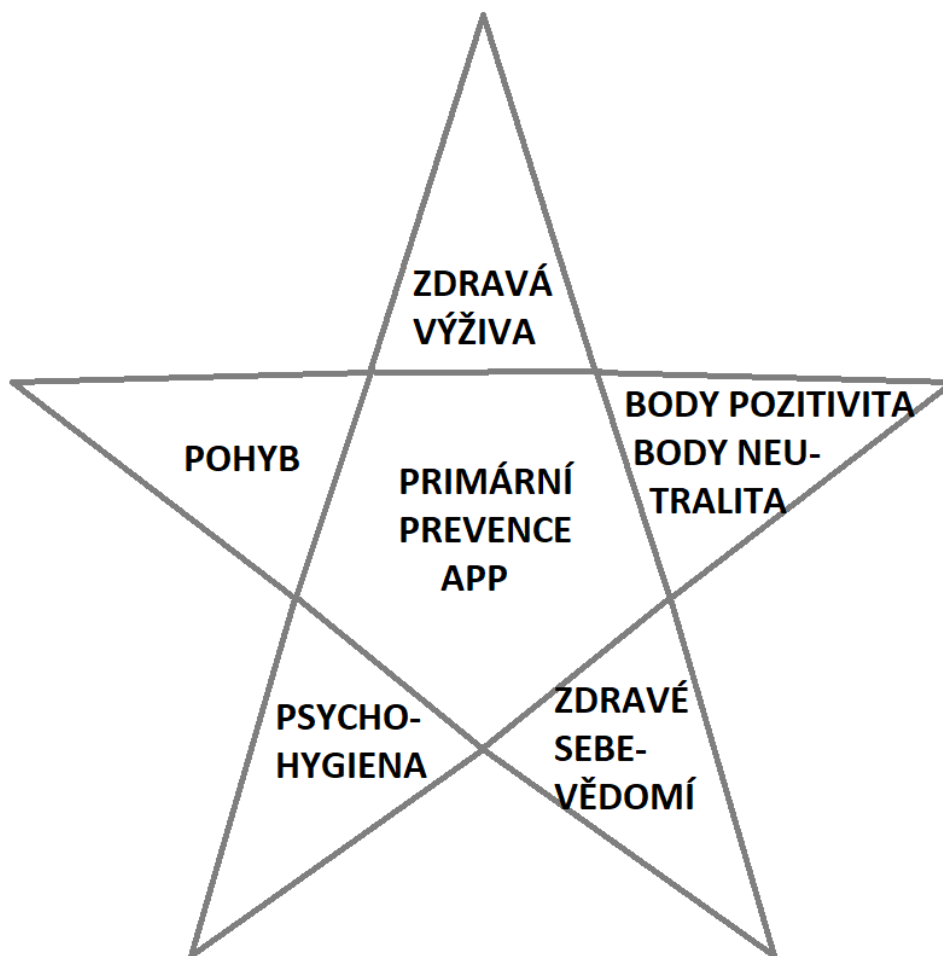 ZDRAVÁ
VÝŽIVA
BODY POZITIVITA
BODY NEU-
TRALITA
POHYB
PRIMÁRNÍ
PREVENCE
APP
PSYCHO-
HYGIENA
ZDRAVÉ
SEBE-
VĚDOMÍ